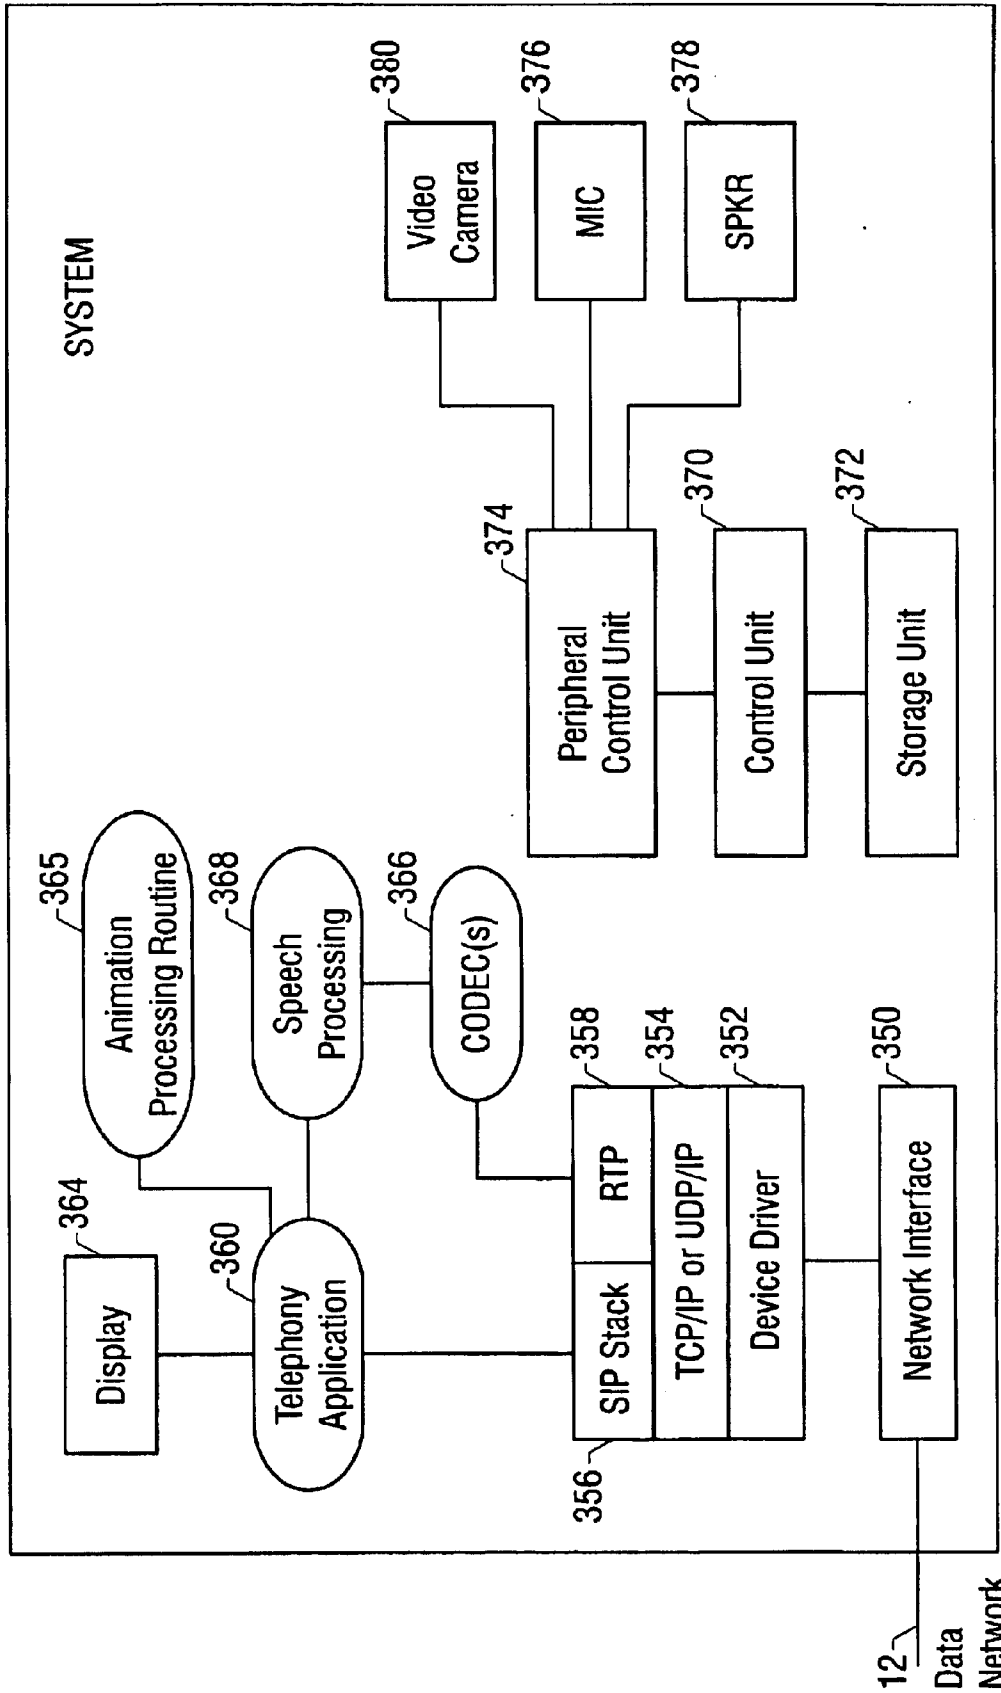 SYSTEM
364
Display
365
Animation
Processing Routine
360
Telephony
Application
368
Speech
Processing
366
CODEC(s)
356
SIP Stack
RTP
358
TCP/IP or UDP/IP
354
Device Driver
352
Network Interface
350
12
Data
Network
374
Peripheral
Control Unit
370
Control Unit
372
Storage Unit
380
Video
Camera
376
MIC
378
SPKR